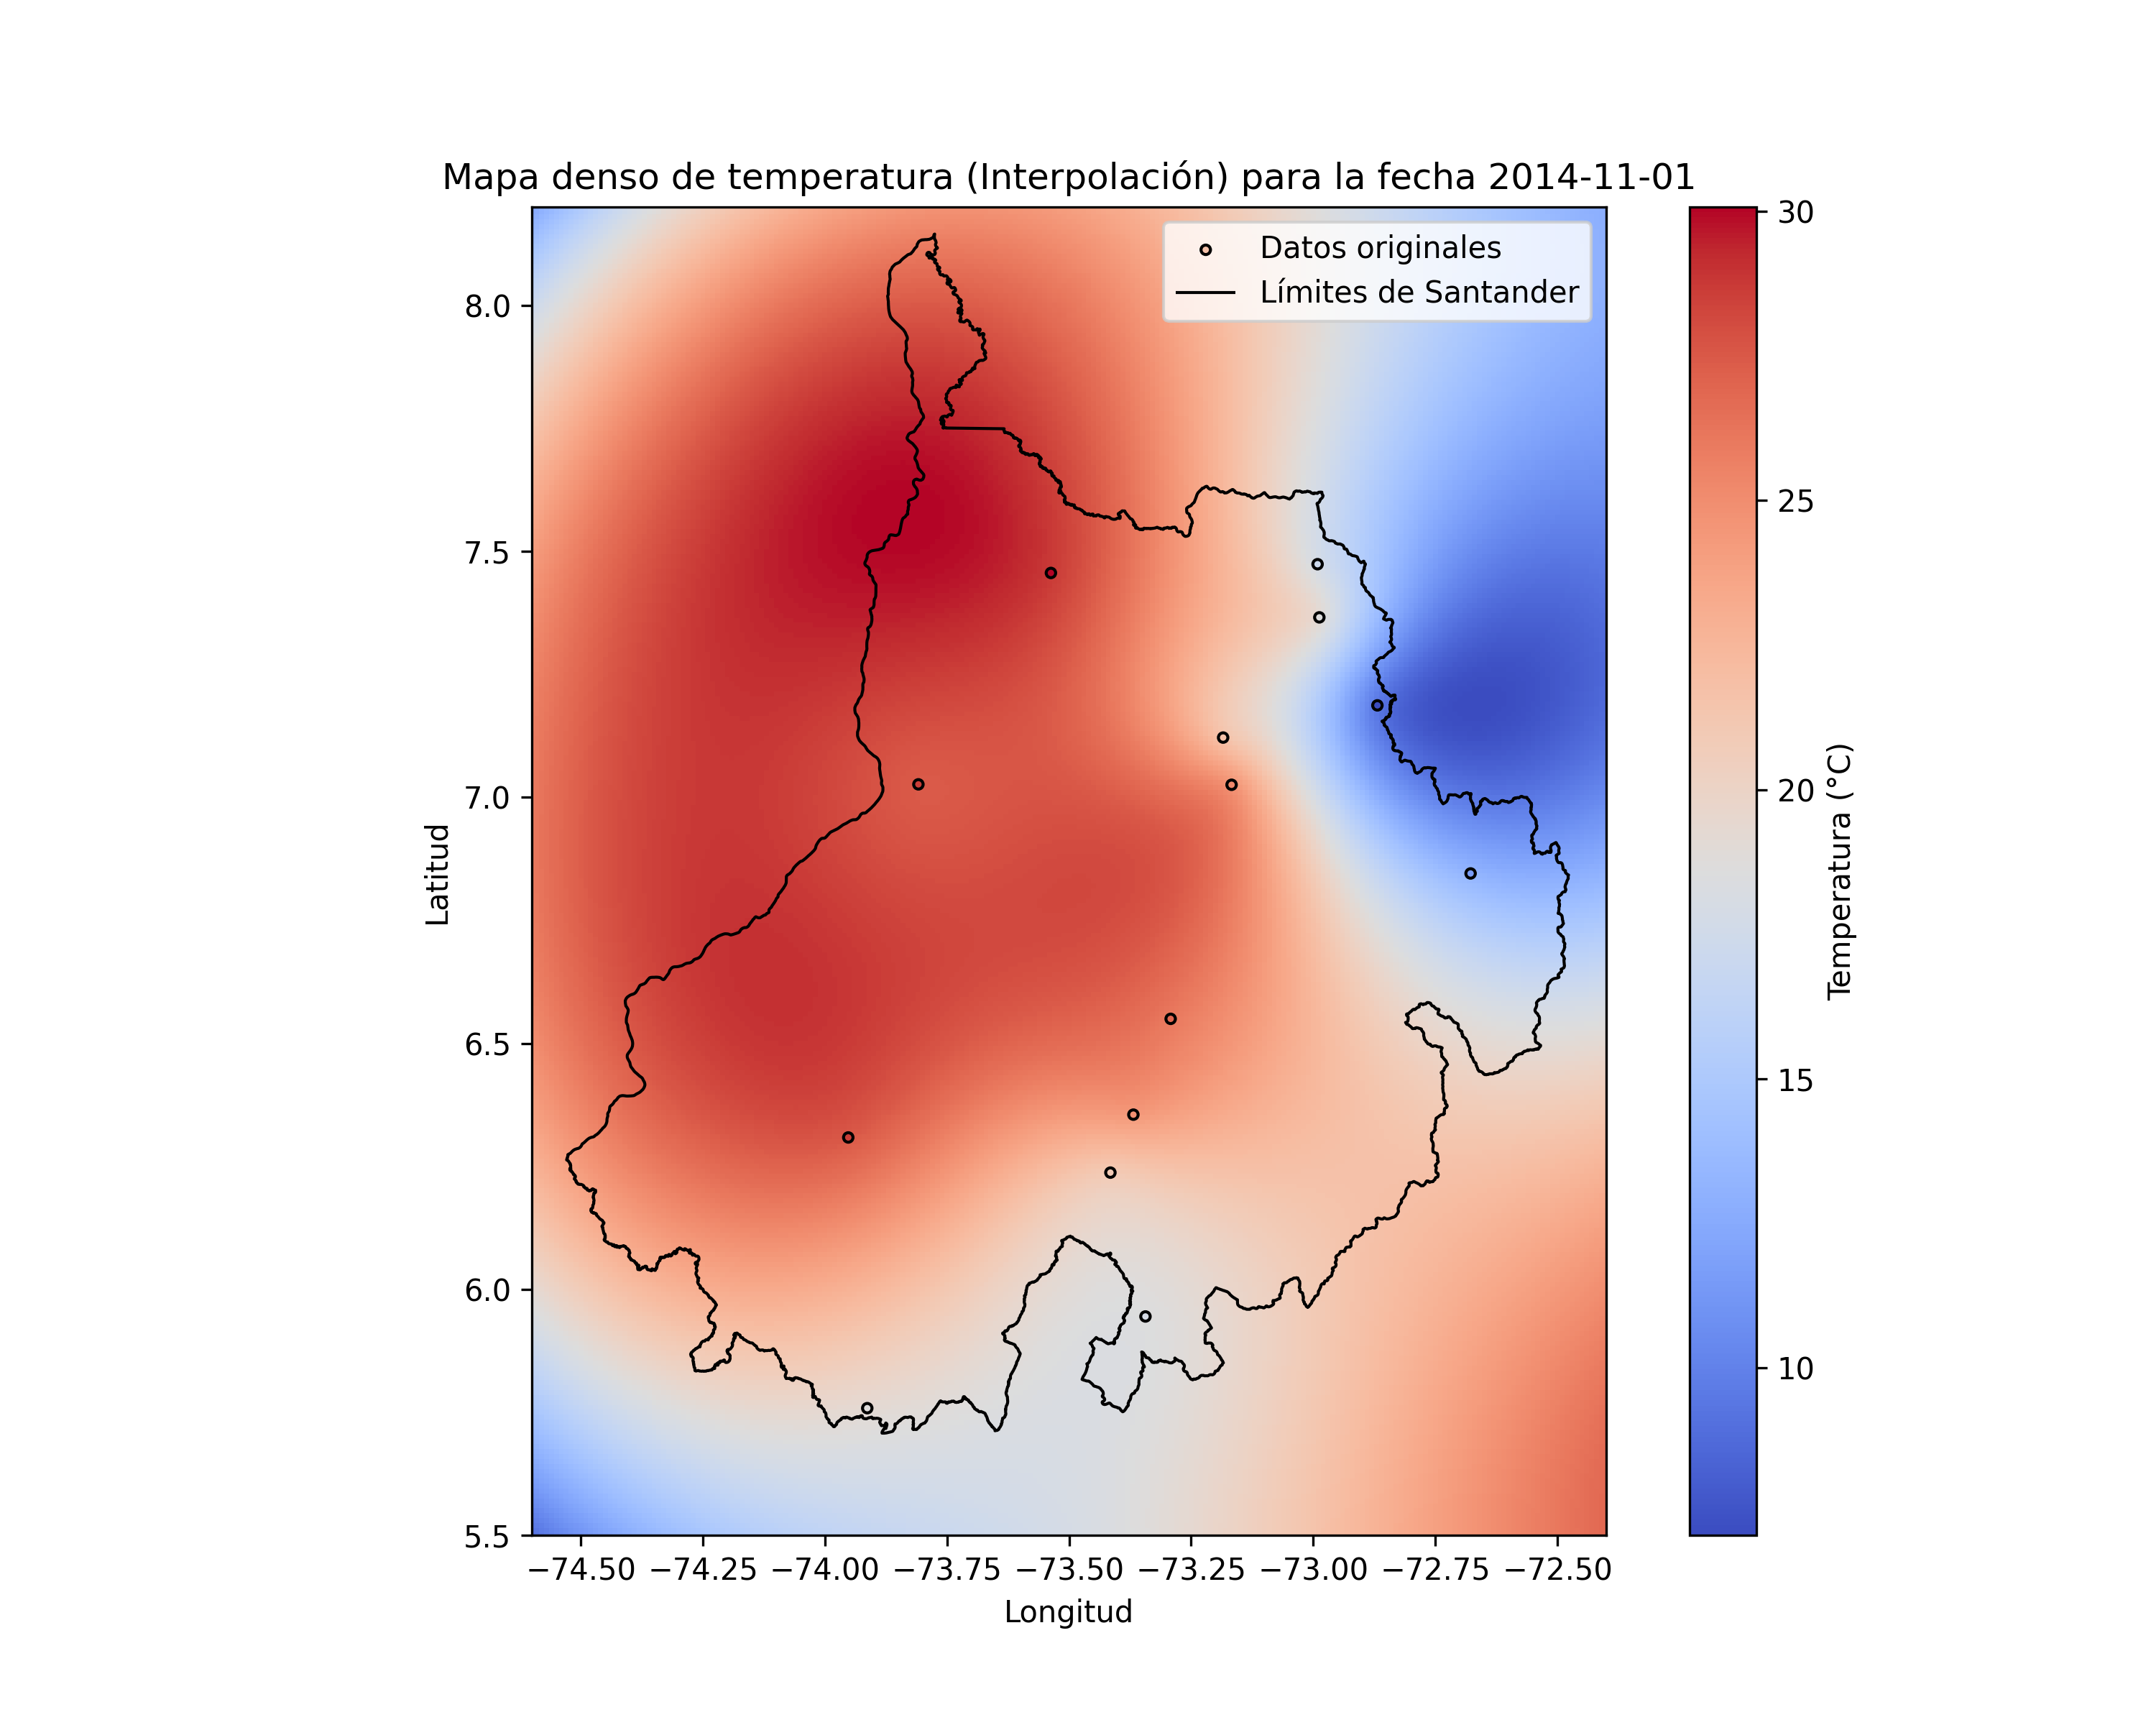 Mapa denso de temperatura (Interpolación) para la fecha 2014-11-01
Datos originales
Límites de Santander
8.0
7.5
7.0
6.5
6.0
5.5
Latitud
−74.50 −74.25 −74.00 −73.75 −73.50 −73.25 −73.00 −72.75 −72.50
Longitud
30
25
20
15
10
Temperatura (°C)